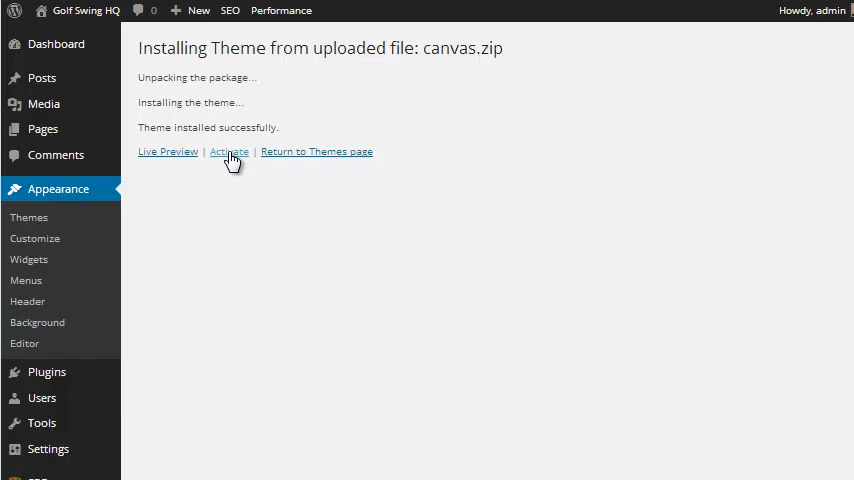 Golf Swing HQ 0 New SEO Performance Howdy, admin
Dashboard
Posts
Media
Pages
Comments
Appearance
Themes
Customize
Widgets
Menus
Header
Background
Editor
Plugins
Users
Tools
Settings
Installing Theme from uploaded file: canvas.zip
Unpacking the package...
Installing the theme...
Theme installed successfully.
Live Preview | Activate | Return to Themes page